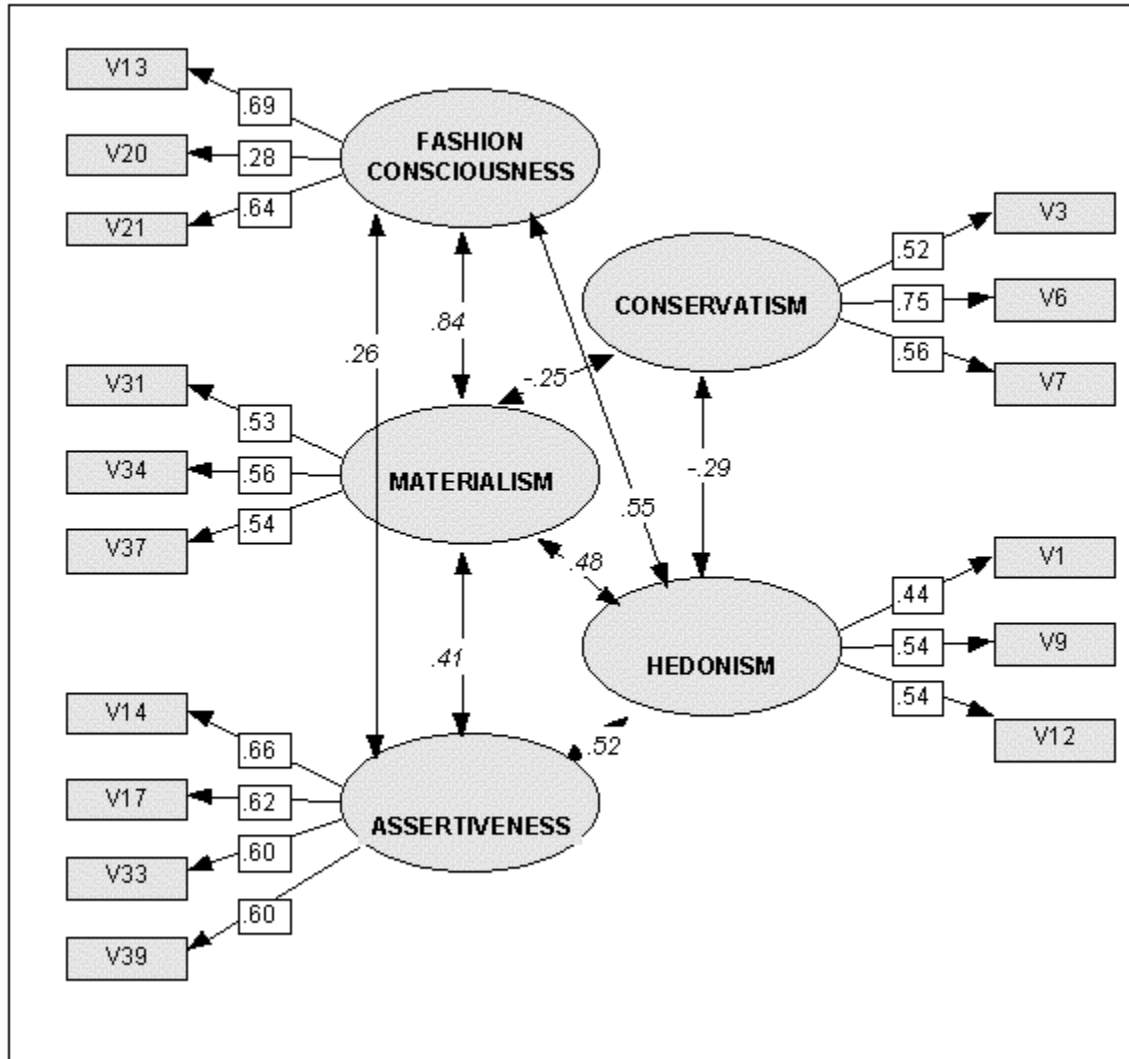 V13
.69
V20
.28
V21
.64
FASHION
CONSCIOUSNESS
V3
.52
V6
.75
V7
.56
CONSERVATISM
.84
.26
-.25
V31
.53
V34
.56
V37
.54
MATERIALISM
-.29
.55
.48
V1
.44
V9
.54
V12
.54
HEDONISM
.41
.52
V14
.66
V17
.62
V33
.60
V39
.60
ASSERTIVENESS